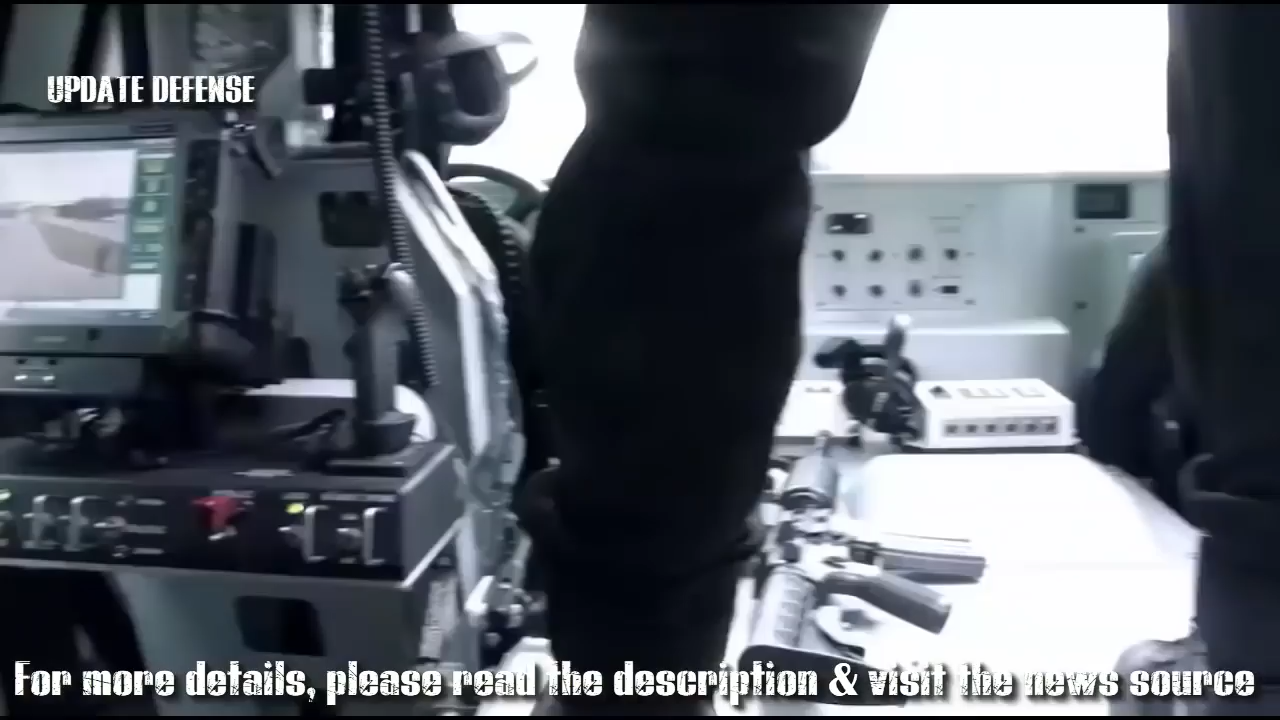 UPDATE DEFENSE
For more details, please read the description & visit the news source